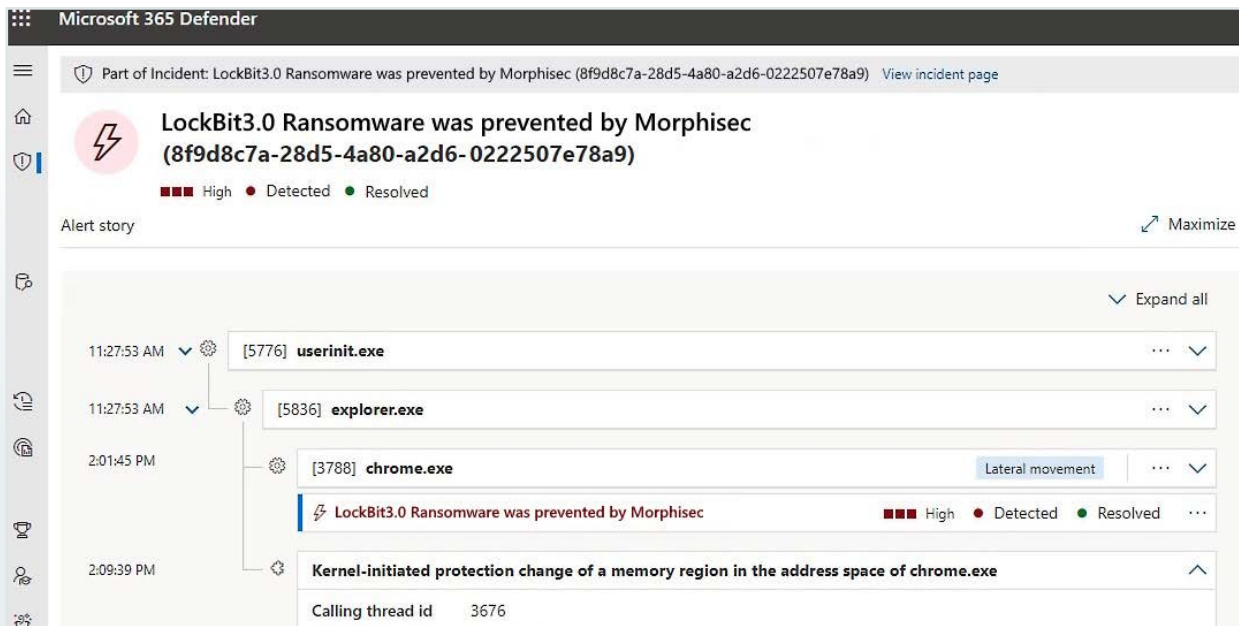 Microsoft 365 Defender
Part of Incident: LockBit3.0 Ransomware was prevented by Morphisec (8f9d8c7a-28d5-4a80-a2d6-0222507e78a9) View incident page
LockBit3.0 Ransomware was prevented by Morphisec
(8f9d8c7a-28d5-4a80-a2d6-0222507e78a9)
High Detected Resolved
Alert story Maximize
Expand all
11:27:53 AM [5776] userinit.exe ...
11:27:53 AM [5836] explorer.exe ...
2:01:45 PM [3788] chrome.exe Lateral movement ...
LockBit3.0 Ransomware was prevented by Morphisec High Detected Resolved ...
2:09:39 PM Kernel-initiated protection change of a memory region in the address space of chrome.exe
Calling thread id 3676